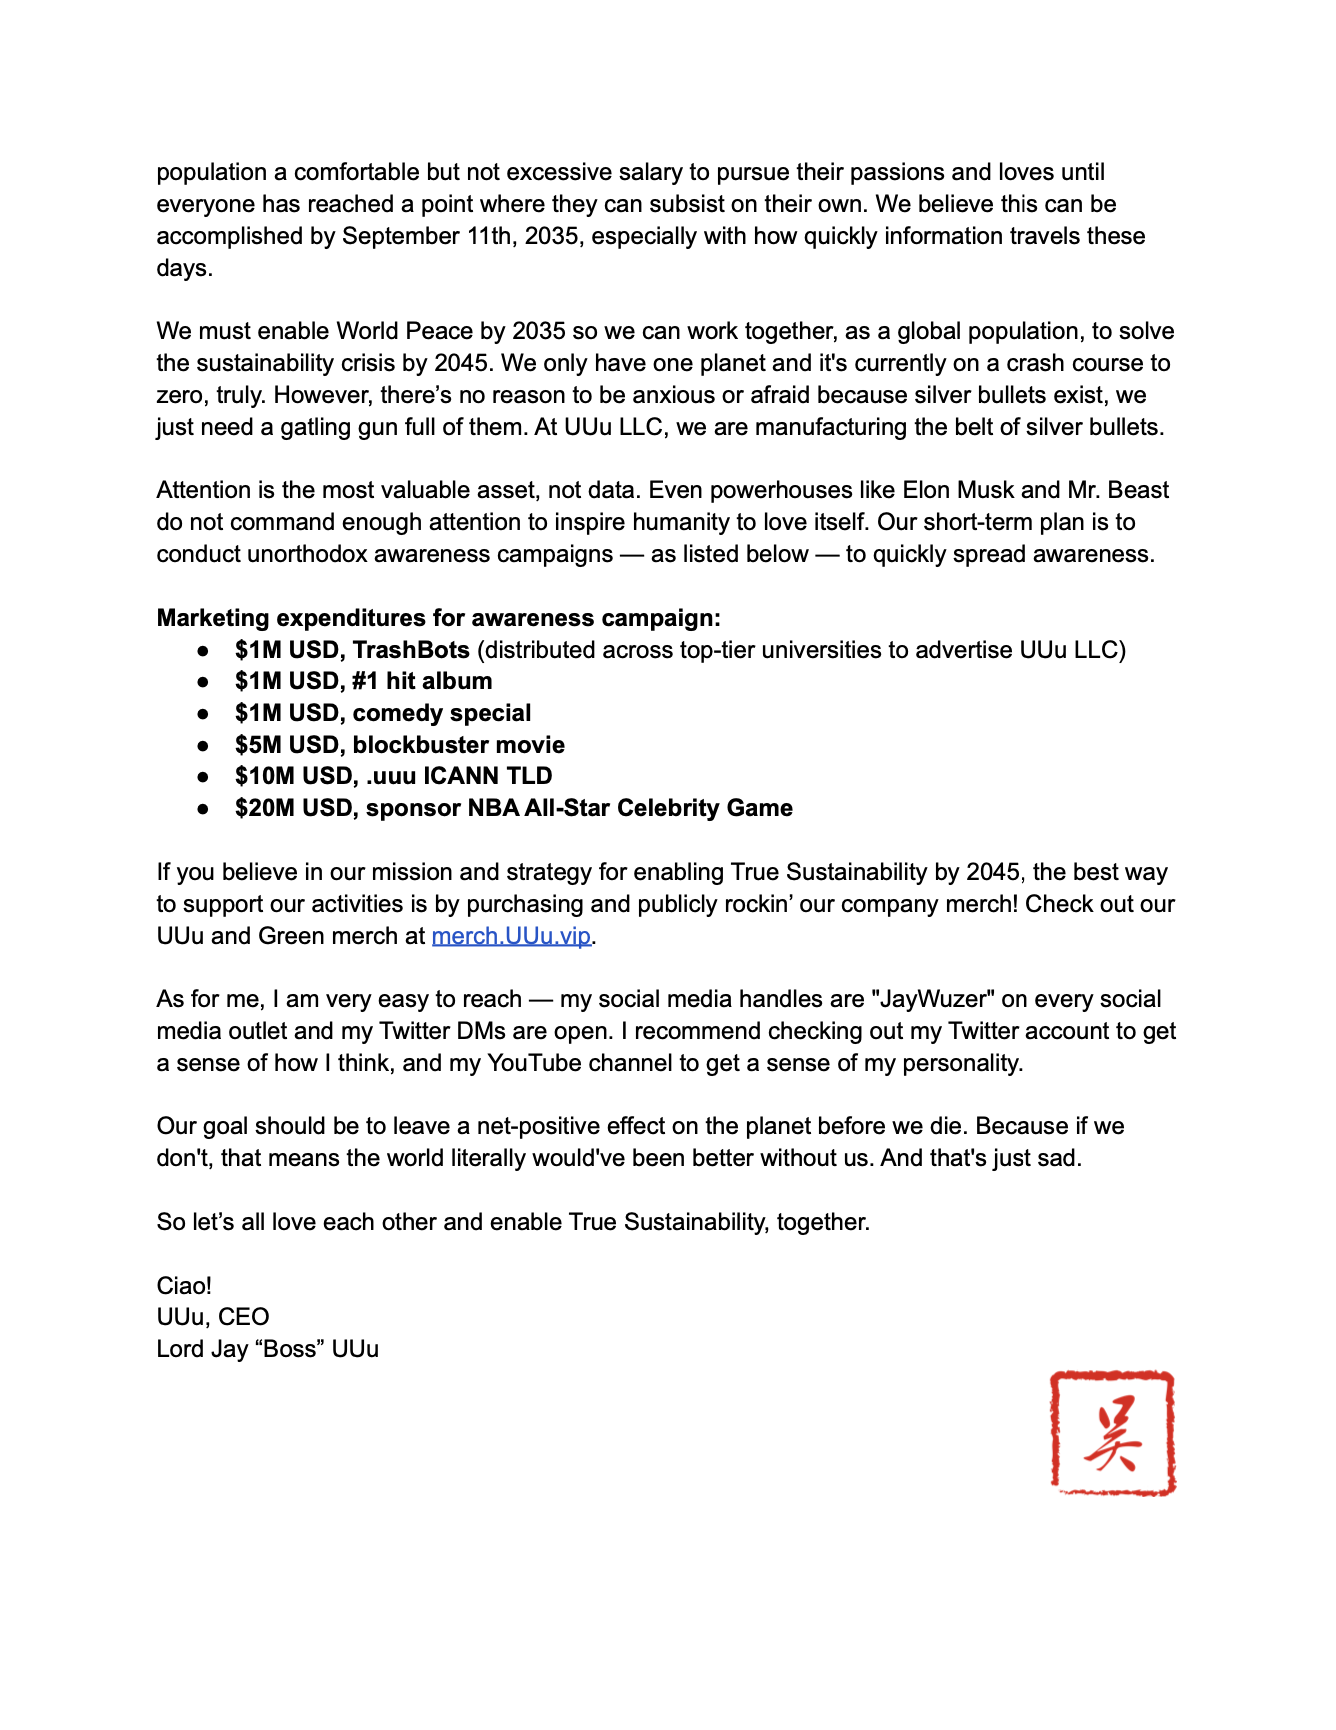 population a comfortable but not excessive salary to pursue their passions and loves until
everyone has reached a point where they can subsist on their own. We believe this can be
accomplished by September 11th, 2035, especially with how quickly information travels these
days.
We must enable World Peace by 2035 so we can work together, as a global population, to solve
the sustainability crisis by 2045. We only have one planet and it's currently on a crash course to
zero, truly. However, there’s no reason to be anxious or afraid because silver bullets exist, we
just need a gatling gun full of them. At UUu LLC, we are manufacturing the belt of silver bullets.
Attention is the most valuable asset, not data. Even powerhouses like Elon Musk and Mr. Beast
do not command enough attention to inspire humanity to love itself. Our short-term plan is to
conduct unorthodox awareness campaigns — as listed below — to quickly spread awareness.
Marketing expenditures for awareness campaign:
● $1M USD, TrashBots (distributed across top-tier universities to advertise UUu LLC)
● $1M USD, #1 hit album
● $1M USD, comedy special
● $5M USD, blockbuster movie
● $10M USD, .uuu ICANN TLD
● $20M USD, sponsor NBA All-Star Celebrity Game
If you believe in our mission and strategy for enabling True Sustainability by 2045, the best way
to support our activities is by purchasing and publicly rockin’ our company merch! Check out our
UUu and Green merch at merch.UUu.vip.
As for me, I am very easy to reach — my social media handles are "JayWuzer" on every social
media outlet and my Twitter DMs are open. I recommend checking out my Twitter account to get
a sense of how I think, and my YouTube channel to get a sense of my personality.
Our goal should be to leave a net-positive effect on the planet before we die. Because if we
don't, that means the world literally would've been better without us. And that's just sad.
So let’s all love each other and enable True Sustainability, together.
Ciao!
UUu, CEO
Lord Jay “Boss” UUu
吴